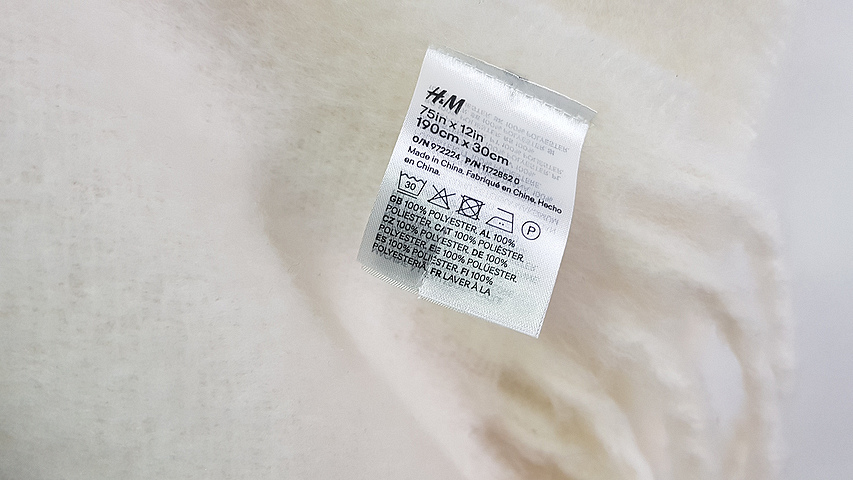 H&M
75in x 12in
190cm x 30cm
O/N 972224 P/N 1172852 0
Made in China. Fabriqué en Chine. Hecho
en China.
30 P
GB 100% POLYESTER. AL 100%
POLIESTER. CAT 100% POLIÈSTER.
CZ 100% POLYESTER. DE 100%
POLYESTER. EE 100% POLÜESTER.
ES 100% POLIÉSTER. FI 100%
POLYESTERIA. FR LAVER À LA